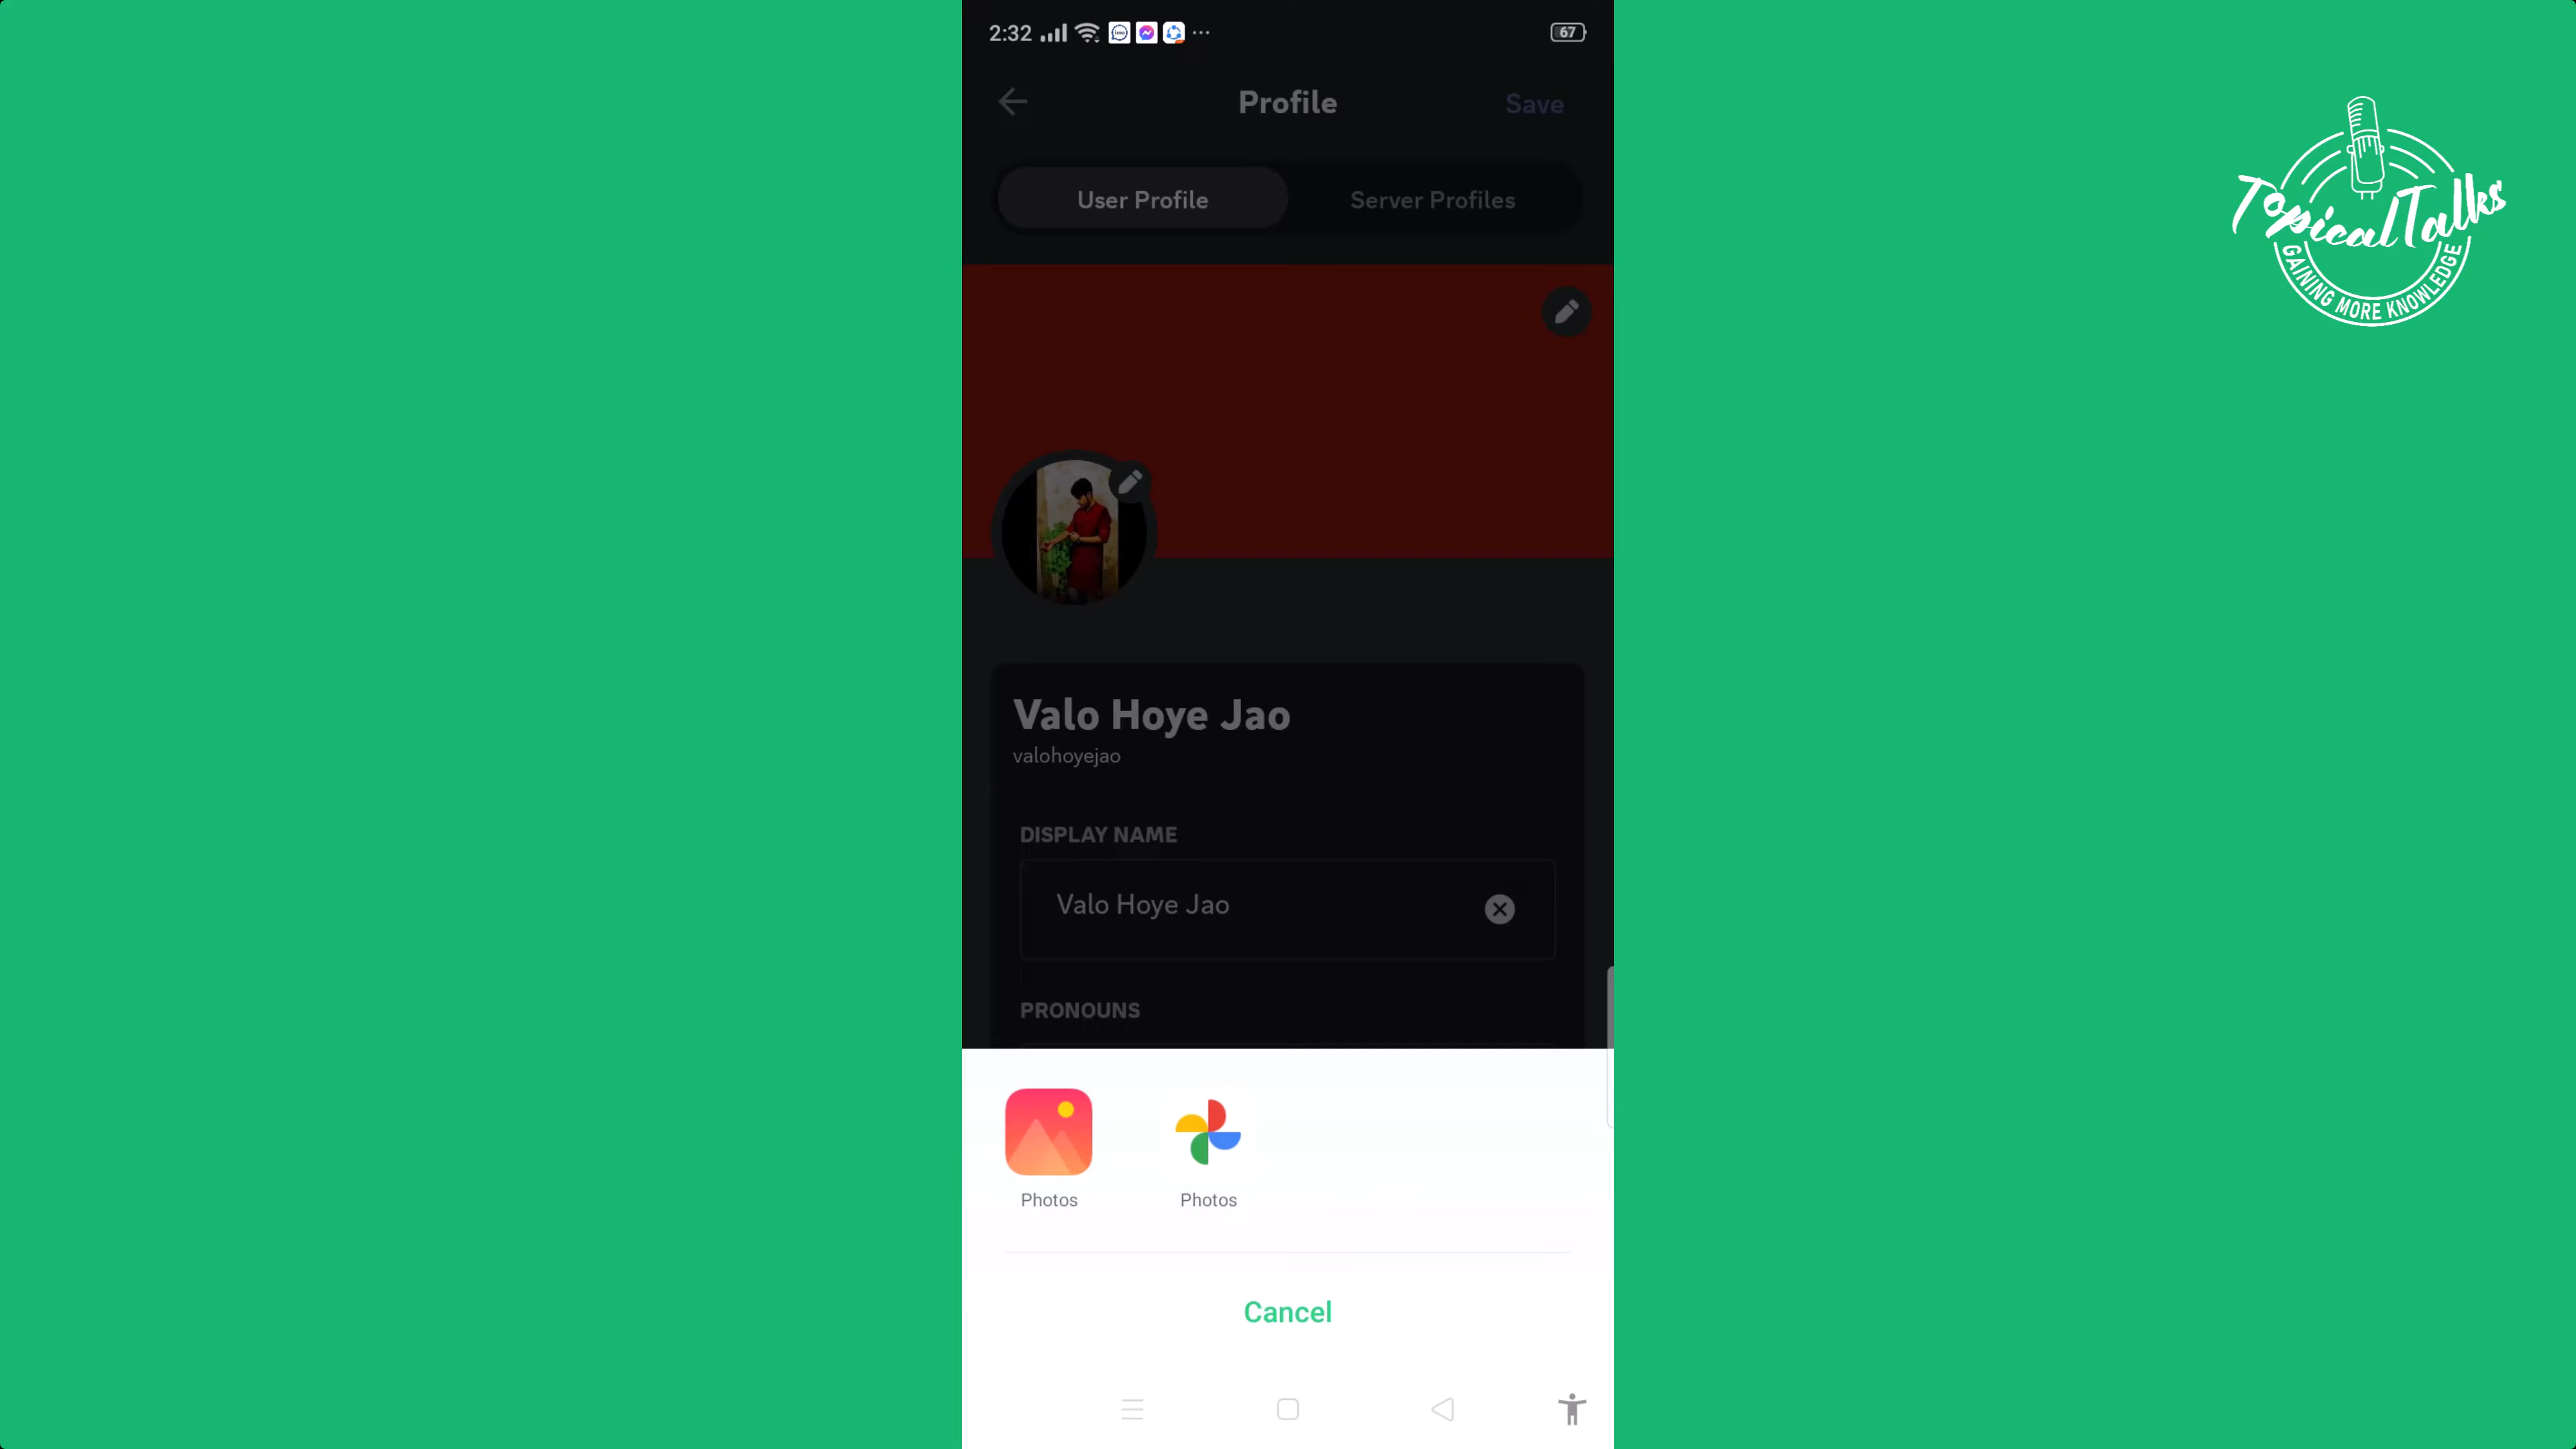 2:32
imo
67
Profile
Save
User Profile
Server Profiles
TopicalTalks
GAINING MORE KNOWLEDGE
Valo Hoye Jao
valohoyejao
DISPLAY NAME
Valo Hoye Jao
PRONOUNS
Photos
Photos
Cancel